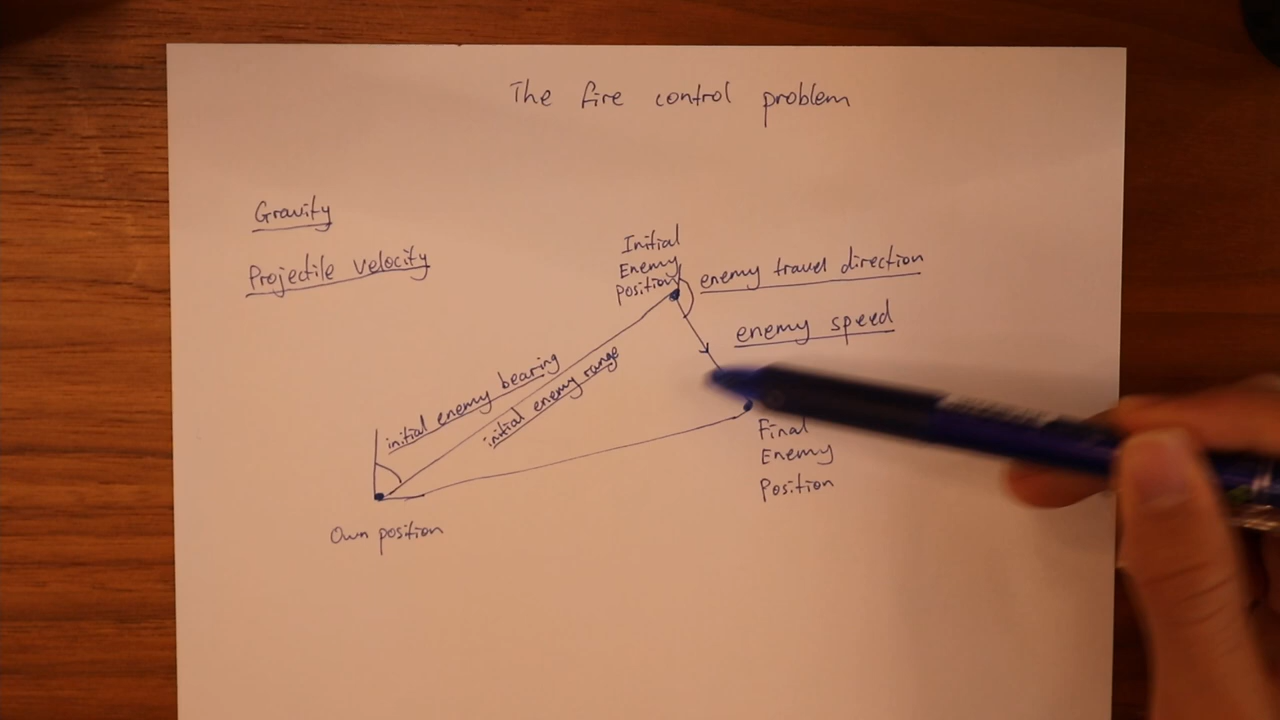 The fire control problem
Gravity
Projectile velocity
Initial
Enemy
Position
enemy travel direction
enemy speed
initial enemy bearing
initial enemy range
Final
Enemy
Position
Own position